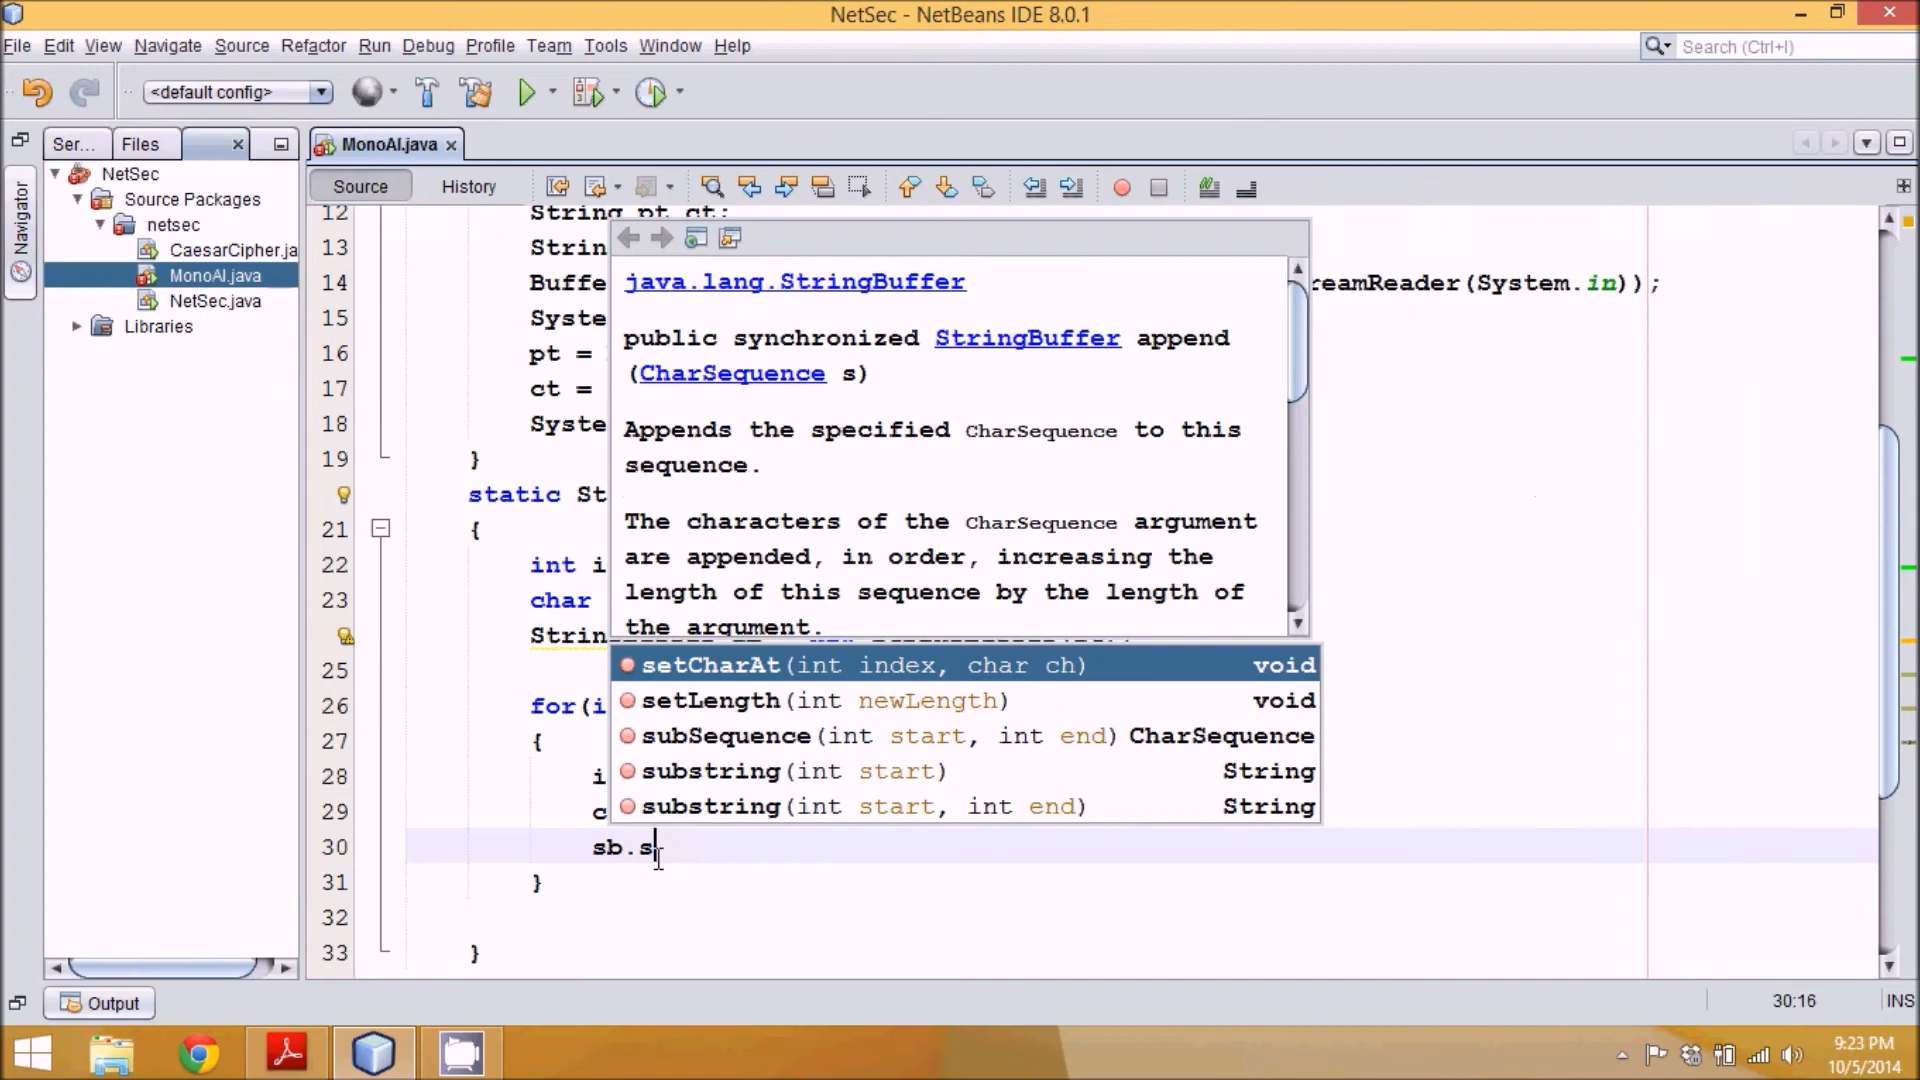 NetSec - NetBeans IDE 8.0.1
File Edit View Navigate Source Refactor Run Debug Profile Team Tools Window Help
Search (Ctrl+I)
<default config>
Ser... Files
MonoAl.java
Navigator
NetSec
Source Packages
netsec
CaesarCipher.ja
MonoAl.java
NetSec.java
Libraries
Source History
12 String pt ct;
13 Strin
14 Buffe reamReader(System.in));
15 Syste
16 pt =
17 ct =
18 Syste
19 }
static St
21 {
22 int i
23 char
Strin
25
26 for(i
27 {
28 i
29 c
30 sb.s
31 }
32
33 }
java.lang.StringBuffer
public synchronized StringBuffer append
(CharSequence s)
Appends the specified CharSequence to this
sequence.
The characters of the CharSequence argument
are appended, in order, increasing the
length of this sequence by the length of
the argument.
setCharAt(int index, char ch) void
setLength(int newLength) void
subSequence(int start, int end) CharSequence
substring(int start) String
substring(int start, int end) String
Output
30:16 INS
9:23 PM
10/5/2014